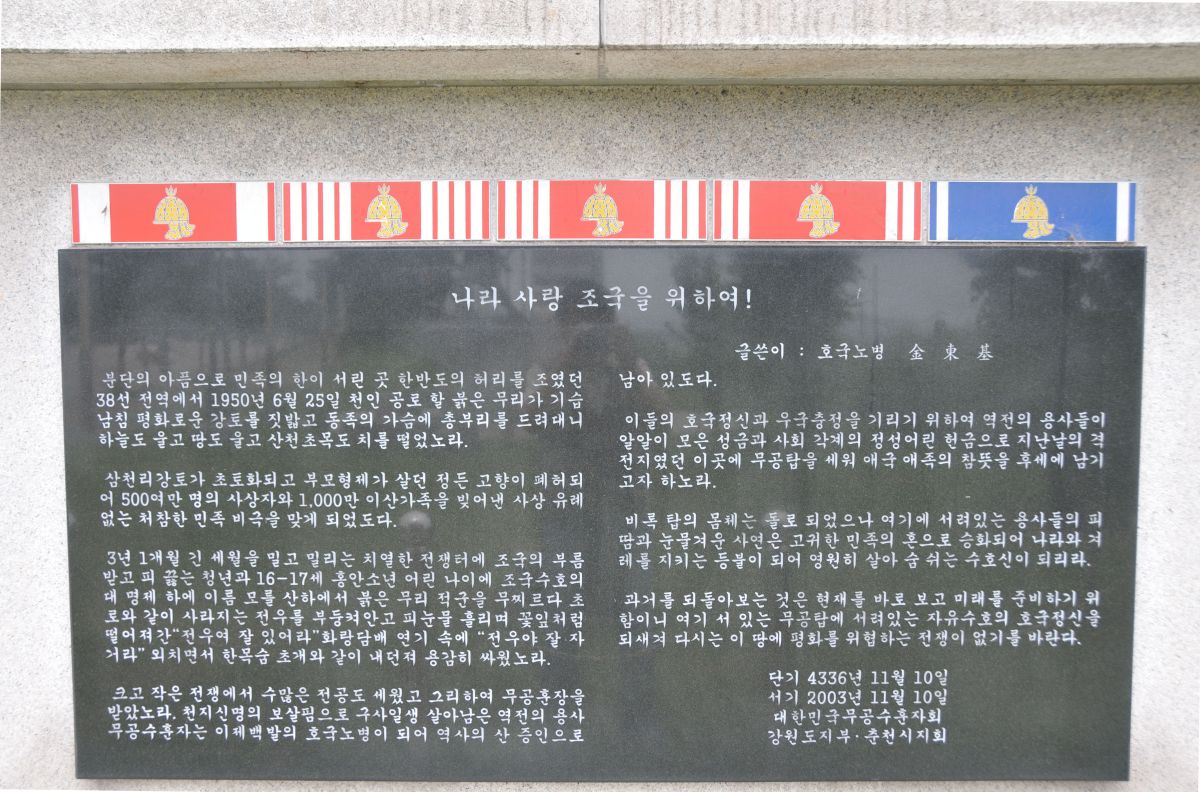 나라 사랑 조국을 위하여!
글쓴이 : 호국노병 金 東 基
분단의 아픔으로 민족의 한이 서린 곳 한반도의 허리를 조였던
38선 전역에서 1950년 6월 25일 천인 공로 할 붉은 무리가 기습
남침 평화로운 강토를 짓밟고 동족의 가슴에 총부리를 드려대니
하늘도 울고 땅도 울고 산천초목도 치를 떨었노라.
삼천리강토가 초토화되고 부모형제가 살던 정든 고향이 폐허되
어 500여만 명의 사상자와 1,000만 이산가족을 빚어낸 사상 유례
없는 처참한 민족 비극을 맞게 되었도다.
3년 1개월 긴 세월을 밀고 밀리는 치열한 전쟁터에 조국의 부름
받고 피 끓는 청년과 16-17세 홍안소년 어린 나이에 조국수호의
대 명제 하에 이름 모를 산하에서 붉은 무리 적군을 무찌르다 초
로와 같이 사라지는 전우를 부둥켜안고 피눈물 흘리며 꽃잎처럼
떨어져간 "전우여 잘 있어라" 화랑담배 연기 속에 "전우야 잘 자
거라" 외치면서 한목숨 초개와 같이 내던져 용감히 싸웠노라.
크고 작은 전쟁에서 수많은 전공도 세웠고 그리하여 무공훈장을
받았노라. 천지신명의 보살핌으로 구사일생 살아남은 역전의 용사
무공수훈자는 이제백발의 호국노병이 되어 역사의 산 증인으로
남아 있도다.
이들의 호국정신과 우국충정을 기리기 위하여 역전의 용사들이
알알이 모은 성금과 사회 각계의 정성어린 헌금으로 지난날의 격
전지였던 이곳에 무공탑을 세워 애국 애족의 참뜻을 후세에 남기
고자 하노라.
비록 탑의 몸체는 돌로 되었으나 여기에 서려있는 용사들의 피
땀과 눈물겨운 사연은 고귀한 민족의 혼으로 승화되어 나라와 겨
레를 지키는 등불이 되어 영원히 살아 숨 쉬는 수호신이 되리라.
과거를 되돌아보는 것은 현재를 바로 보고 미래를 준비하기 위
함이니 여기 서 있는 무공탑에 서려있는 자유수호의 호국정신을
되새겨 다시는 이 땅에 평화를 위협하는 전쟁이 없기를 바란다.
단기 4336년 11월 10일
서기 2003년 11월 10일
대한민국무공수훈자회
강원도지부·춘천시지회